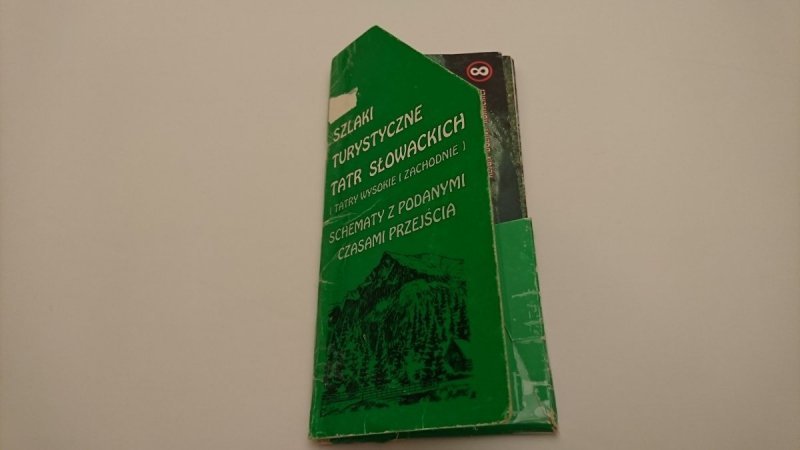 SZLAKI
TURYSTYCZNE
TATR SŁOWACKICH
( TATRY WYSOKIE I ZACHODNIE )
SCHEMATY Z PODANYMI
CZASAMI PRZEJŚCIA
8